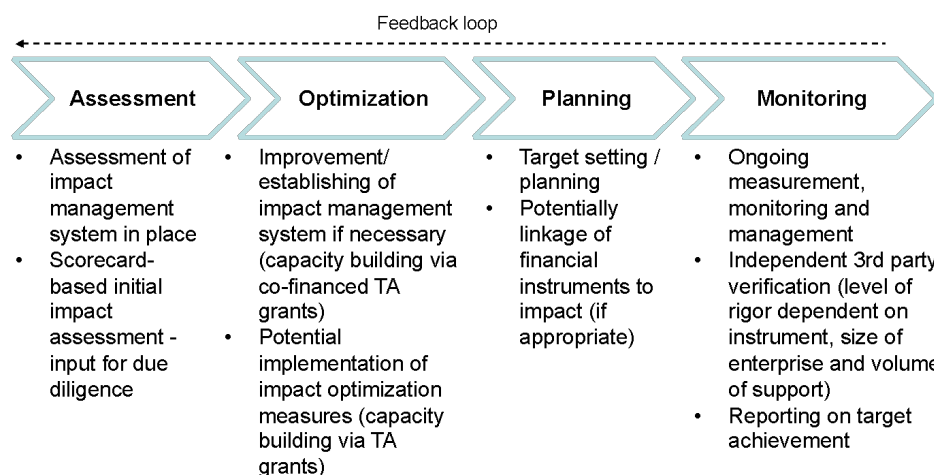 Feedback loop
Assessment
Optimization
Planning
Monitoring
• Assessment of
impact
management
system in place
• Scorecard-
based initial
impact
assessment -
input for due
diligence
• Improvement/
establishing of
impact management
system if necessary
(capacity building via
co-financed TA
grants)
• Potential
implementation of
impact optimization
measures (capacity
building via TA
grants)
• Target setting /
planning
• Potentially
linkage of
financial
instruments to
impact (if
appropriate)
• Ongoing
measurement,
monitoring and
management
• Independent 3rd party
verification (level of
rigor dependent on
instrument, size of
enterprise and volume
of support)
• Reporting on target
achievement